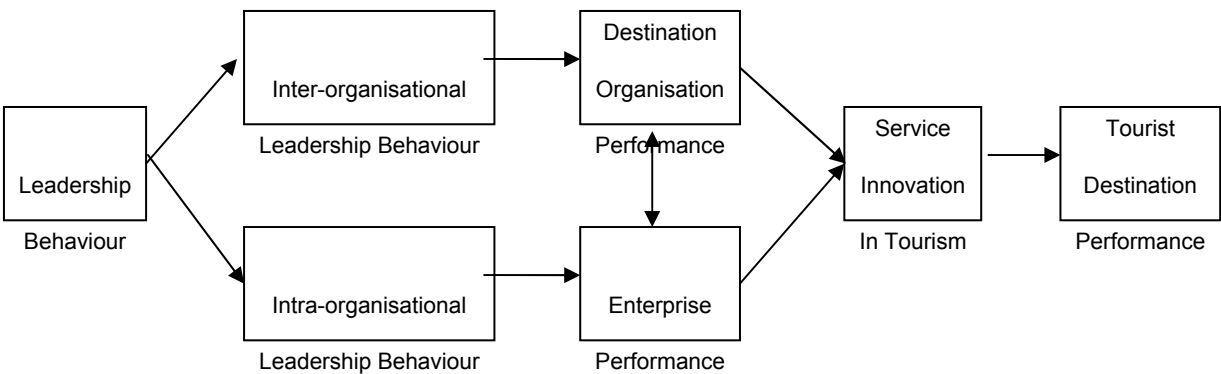 Leadership
Behaviour
Inter-organisational
Leadership Behaviour
Intra-organisational
Leadership Behaviour
Destination
Organisation
Performance
Enterprise
Performance
Service
Innovation
In Tourism
Tourist
Destination
Performance